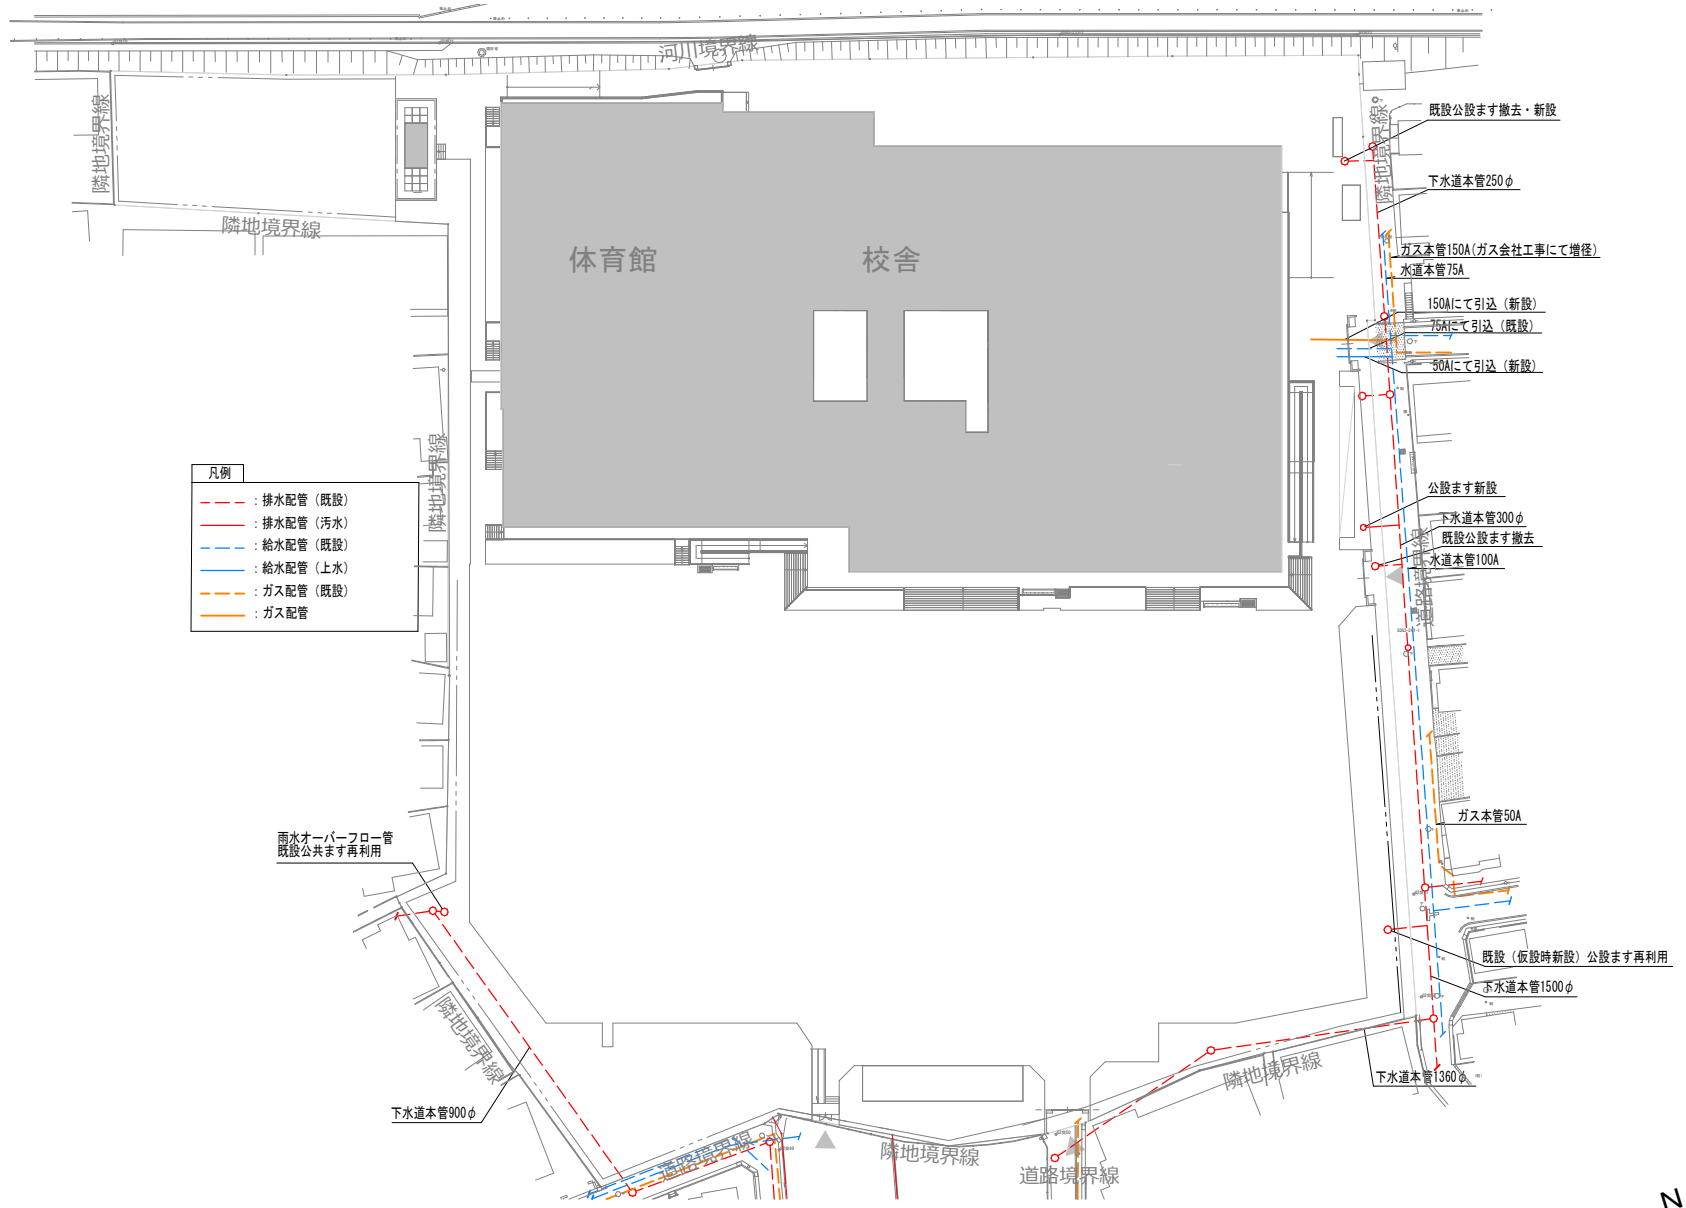 河川境界線
隣地境界線
隣地境界線
隣地境界線
既設公設ます撤去・新設
下水道本管250φ
ガス本管150A(ガス会社工事にて増径)
水道本管75A
150Aにて引込（新設）
75Aにて引込（既設）
50Aにて引込（新設）
体育館
校舎
隣地境界線
凡例
：排水配管（既設）
：排水配管（汚水）
：給水配管（既設）
：給水配管（上水）
：ガス配管（既設）
：ガス配管
公設ます新設
下水道本管300φ
既設公設ます撤去
水道本管100A
道路境界線
ガス本管50A
雨水オーバーフロー管
既設公共ます再利用
既設（仮設時新設）公設ます再利用
下水道本管1500φ
隣地境界線
下水道本管1360φ
隣地境界線
下水道本管900φ
道路境界線
隣地境界線
道路境界線
N